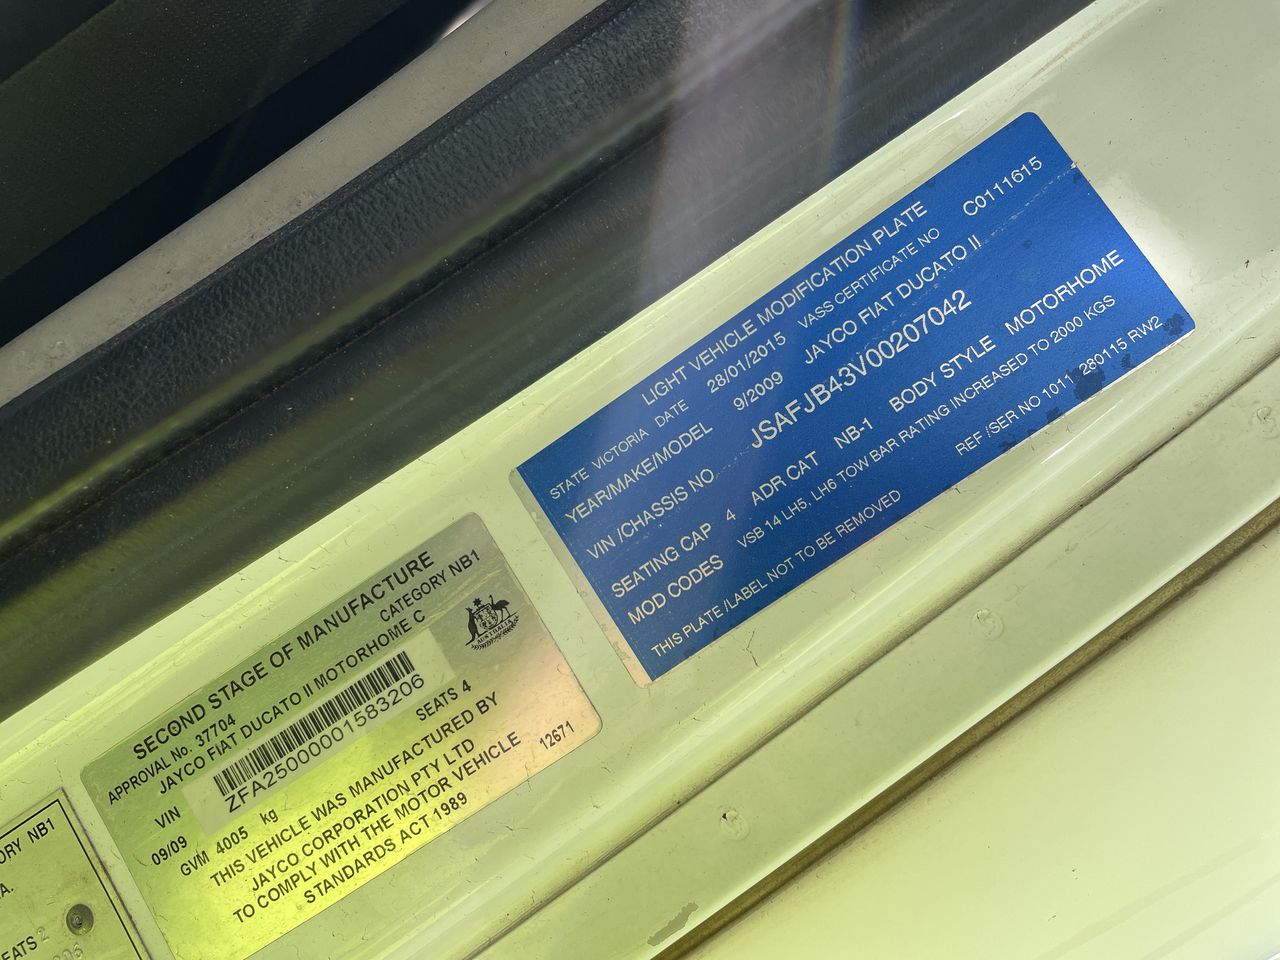 LIGHT VEHICLE MODIFICATION PLATE
STATE VICTORIA DATE 28/01/2015 VASS CERTIFICATE NO C0111615
YEAR/MAKE/MODEL 9/2009 JAYCO FIAT DUCATO II
VIN /CHASSIS NO JSAFJB43V00207042
SEATING CAP 4 ADR CAT NB-1 BODY STYLE MOTORHOME
MOD CODES VSB 14 LH5, LH6 TOW BAR RATING INCREASED TO 2000 KGS
THIS PLATE /LABEL NOT TO BE REMOVED REF /SER NO 1011 280115 RW2
SECOND STAGE OF MANUFACTURE
APPROVAL No. 37704 CATEGORY NB1
JAYCO FIAT DUCATO II MOTORHOME C
AUSTRALIA
VIN ZFA25000001583206
09/09 SEATS 4
GVM 4005 kg
THIS VEHICLE WAS MANUFACTURED BY
JAYCO CORPORATION PTY LTD
TO COMPLY WITH THE MOTOR VEHICLE
STANDARDS ACT 1989 12671
ORY NB1
A.
EATS 2